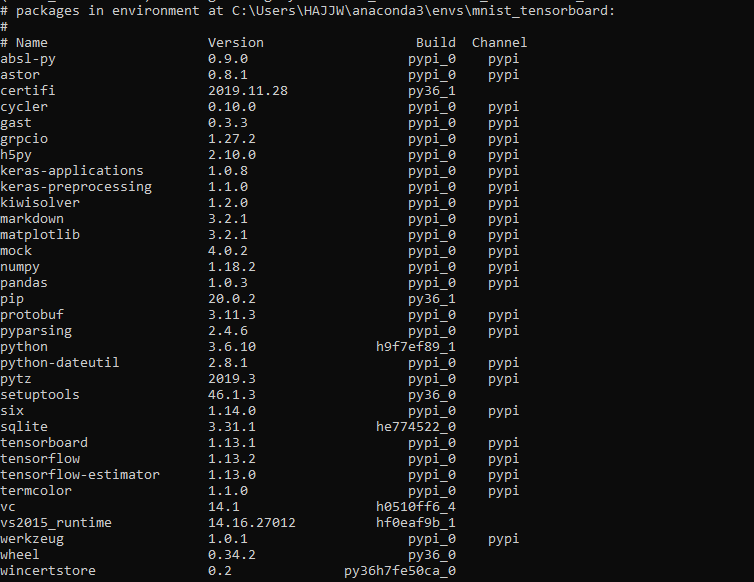 # packages in environment at C:\Users\HAJJW\anaconda3\envs\mnist_tensorboard:
#
# Name Version Build Channel
absl-py 0.9.0 pypi_0 pypi
astor 0.8.1 pypi_0 pypi
certifi 2019.11.28 py36_1
cycler 0.10.0 pypi_0 pypi
gast 0.3.3 pypi_0 pypi
grpcio 1.27.2 pypi_0 pypi
h5py 2.10.0 pypi_0 pypi
keras-applications 1.0.8 pypi_0 pypi
keras-preprocessing 1.1.0 pypi_0 pypi
kiwisolver 1.2.0 pypi_0 pypi
markdown 3.2.1 pypi_0 pypi
matplotlib 3.2.1 pypi_0 pypi
mock 4.0.2 pypi_0 pypi
numpy 1.18.2 pypi_0 pypi
pandas 1.0.3 pypi_0 pypi
pip 20.0.2 py36_1
protobuf 3.11.3 pypi_0 pypi
pyparsing 2.4.6 pypi_0 pypi
python 3.6.10 h9f7ef89_1
python-dateutil 2.8.1 pypi_0 pypi
pytz 2019.3 pypi_0 pypi
setuptools 46.1.3 py36_0
six 1.14.0 pypi_0 pypi
sqlite 3.31.1 he774522_0
tensorboard 1.13.1 pypi_0 pypi
tensorflow 1.13.2 pypi_0 pypi
tensorflow-estimator 1.13.0 pypi_0 pypi
termcolor 1.1.0 pypi_0 pypi
vc 14.1 h0510ff6_4
vs2015_runtime 14.16.27012 hf0eaf9b_1
werkzeug 1.0.1 pypi_0 pypi
wheel 0.34.2 py36_0
wincertstore 0.2 py36h7fe50ca_0